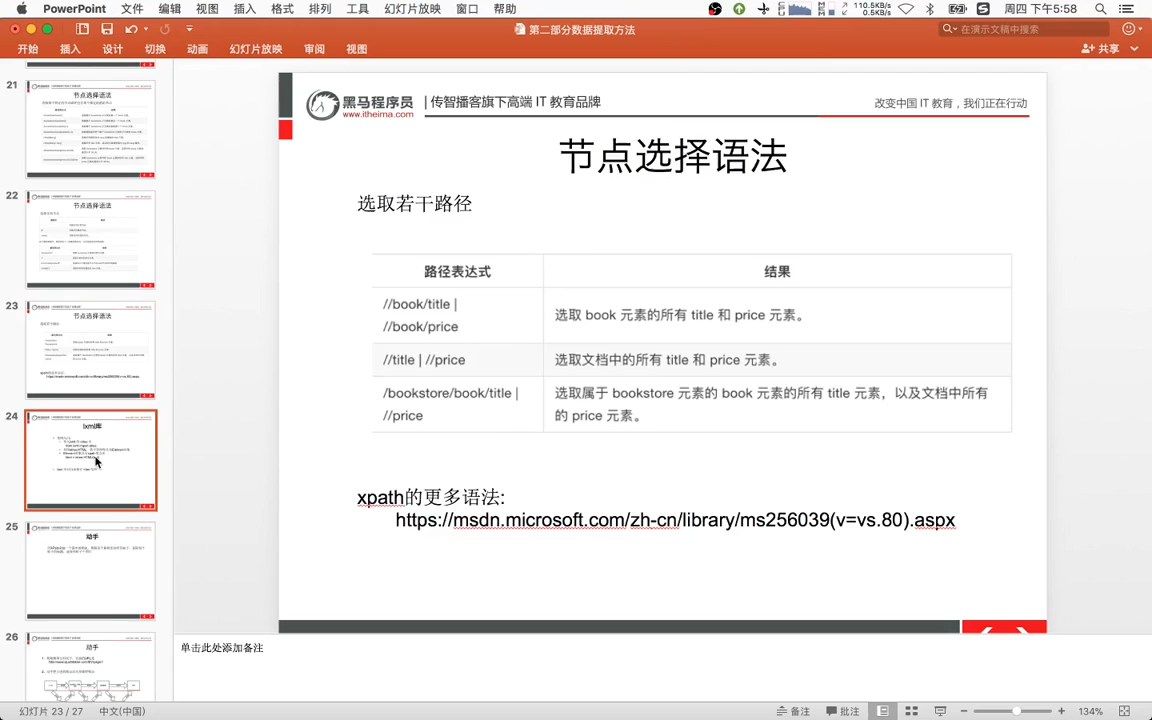 PowerPoint 文件 编辑 视图 插入 格式 排列 工具 幻灯片放映 窗口 帮助 110.5KB/s 0.5KB/s 周四 下午5:58
第二部分数据提取方法 在演示文稿中搜索
开始 插入 设计 切换 动画 幻灯片放映 审阅 视图 共享
21
节点选择语法
22
节点选择语法
23
节点选择语法
24
lxml库
25
动手
26
动手
黑马程序员 | 传智播客旗下高端 IT 教育品牌
www.itheima.com
改变中国 IT 教育，我们正在行动
节点选择语法
选取若干路径
路径表达式 结果
//book/title |
//book/price
选取 book 元素的所有 title 和 price 元素。
//title | //price 选取文档中的所有 title 和 price 元素。
/bookstore/book/title |
//price
选取属于 bookstore 元素的 book 元素的所有 title 元素，以及文档中所有
的 price 元素。
xpath的更多语法:
https://msdn.microsoft.com/zh-cn/library/ms256039(v=vs.80).aspx
单击此处添加备注
幻灯片 23 / 27 中文(中国) 备注 批注 134%